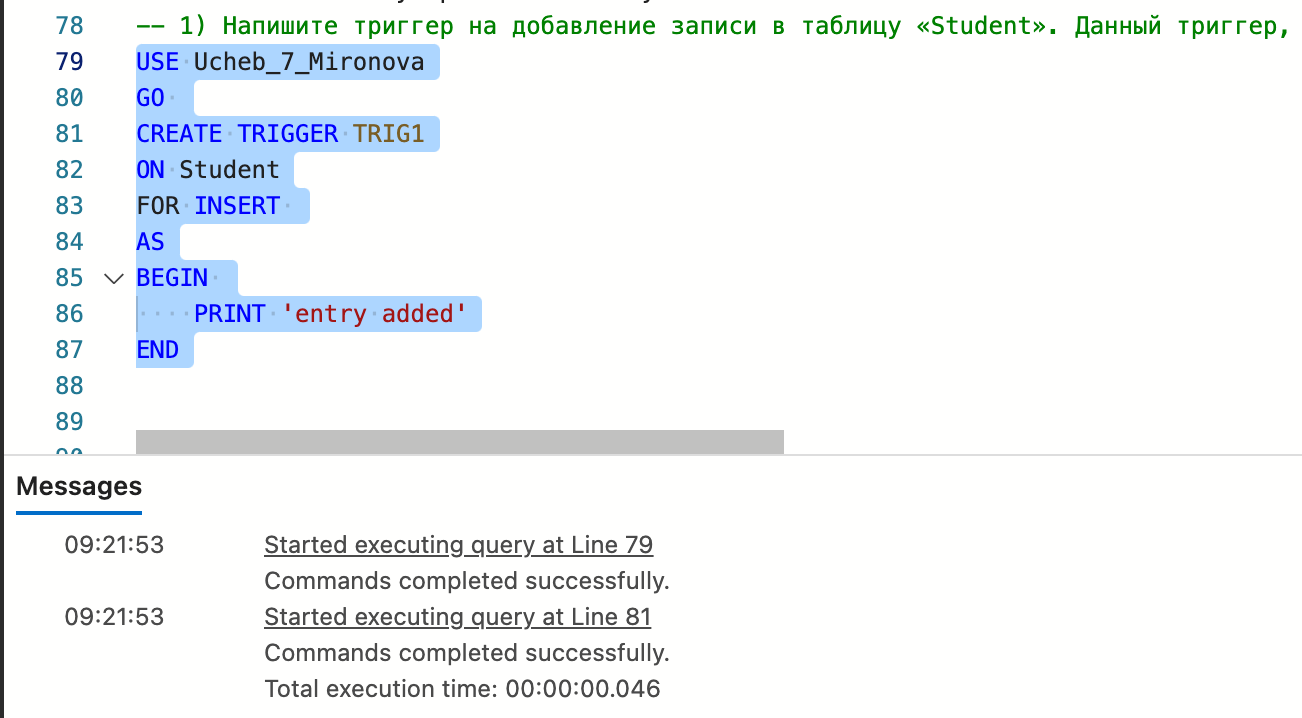 78 -- 1) Напишите триггер на добавление записи в таблицу «Student». Данный триггер,
79 USE Ucheb_7_Mironova
80 GO
81 CREATE TRIGGER TRIG1
82 ON Student
83 FOR INSERT
84 AS
85 BEGIN
86 PRINT 'entry added'
87 END
88
89
Messages
09:21:53 Started executing query at Line 79
Commands completed successfully.
09:21:53 Started executing query at Line 81
Commands completed successfully.
Total execution time: 00:00:00.046